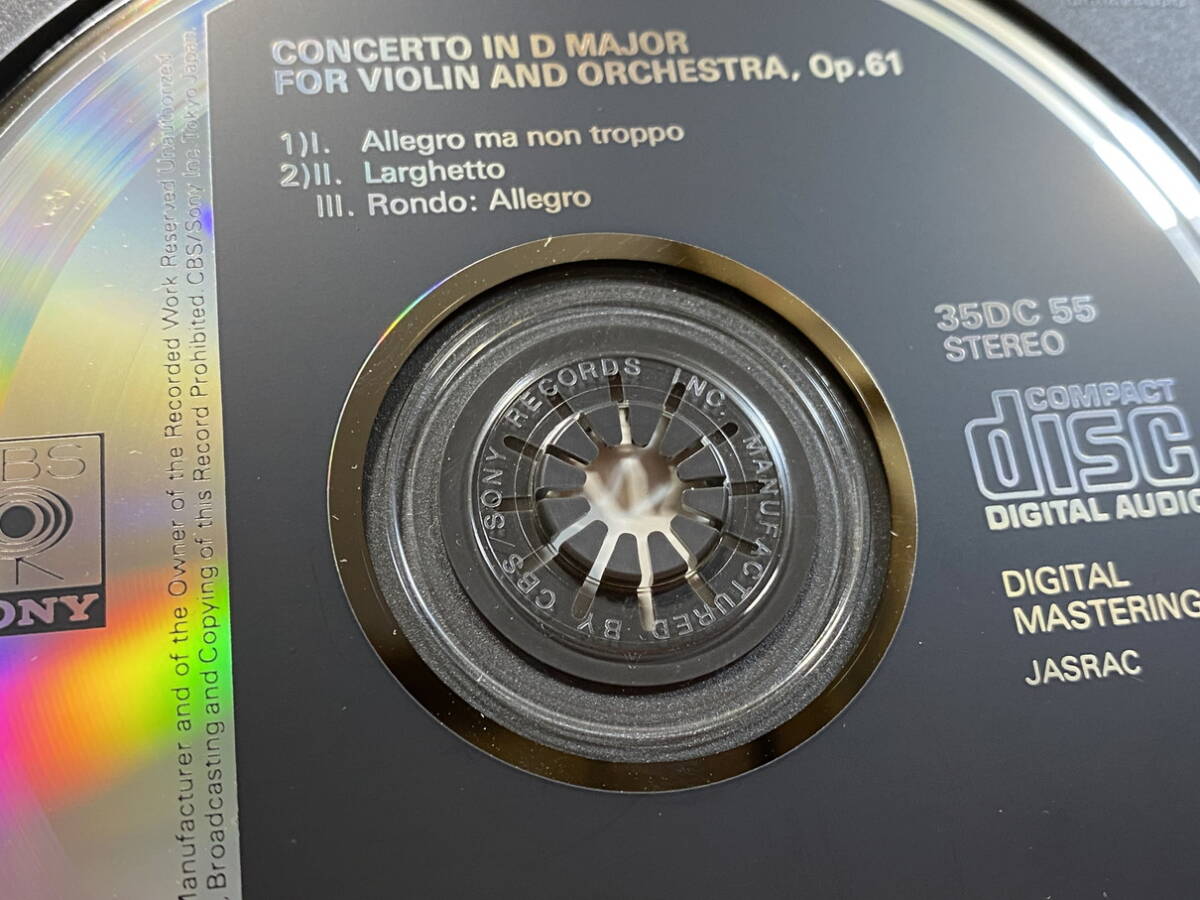 CONCERTO IN D MAJOR
FOR VIOLIN AND ORCHESTRA, Op.61
1)I. Allegro ma non troppo
2)II. Larghetto
III. Rondo: Allegro
35DC 55
STEREO
COMPACT
disc
DIGITAL AUDIO
DIGITAL
MASTERING
JASRAC
CBS/SONY RECORDS INC. MANUFACTURED BY
BS
ONY
Manufacturer and of the Owner of the Recorded Work Reserved Unauthorized
, Broadcasting and Copying of this Record Prohibited. CBS/Sony Inc. Tokyo Japan.